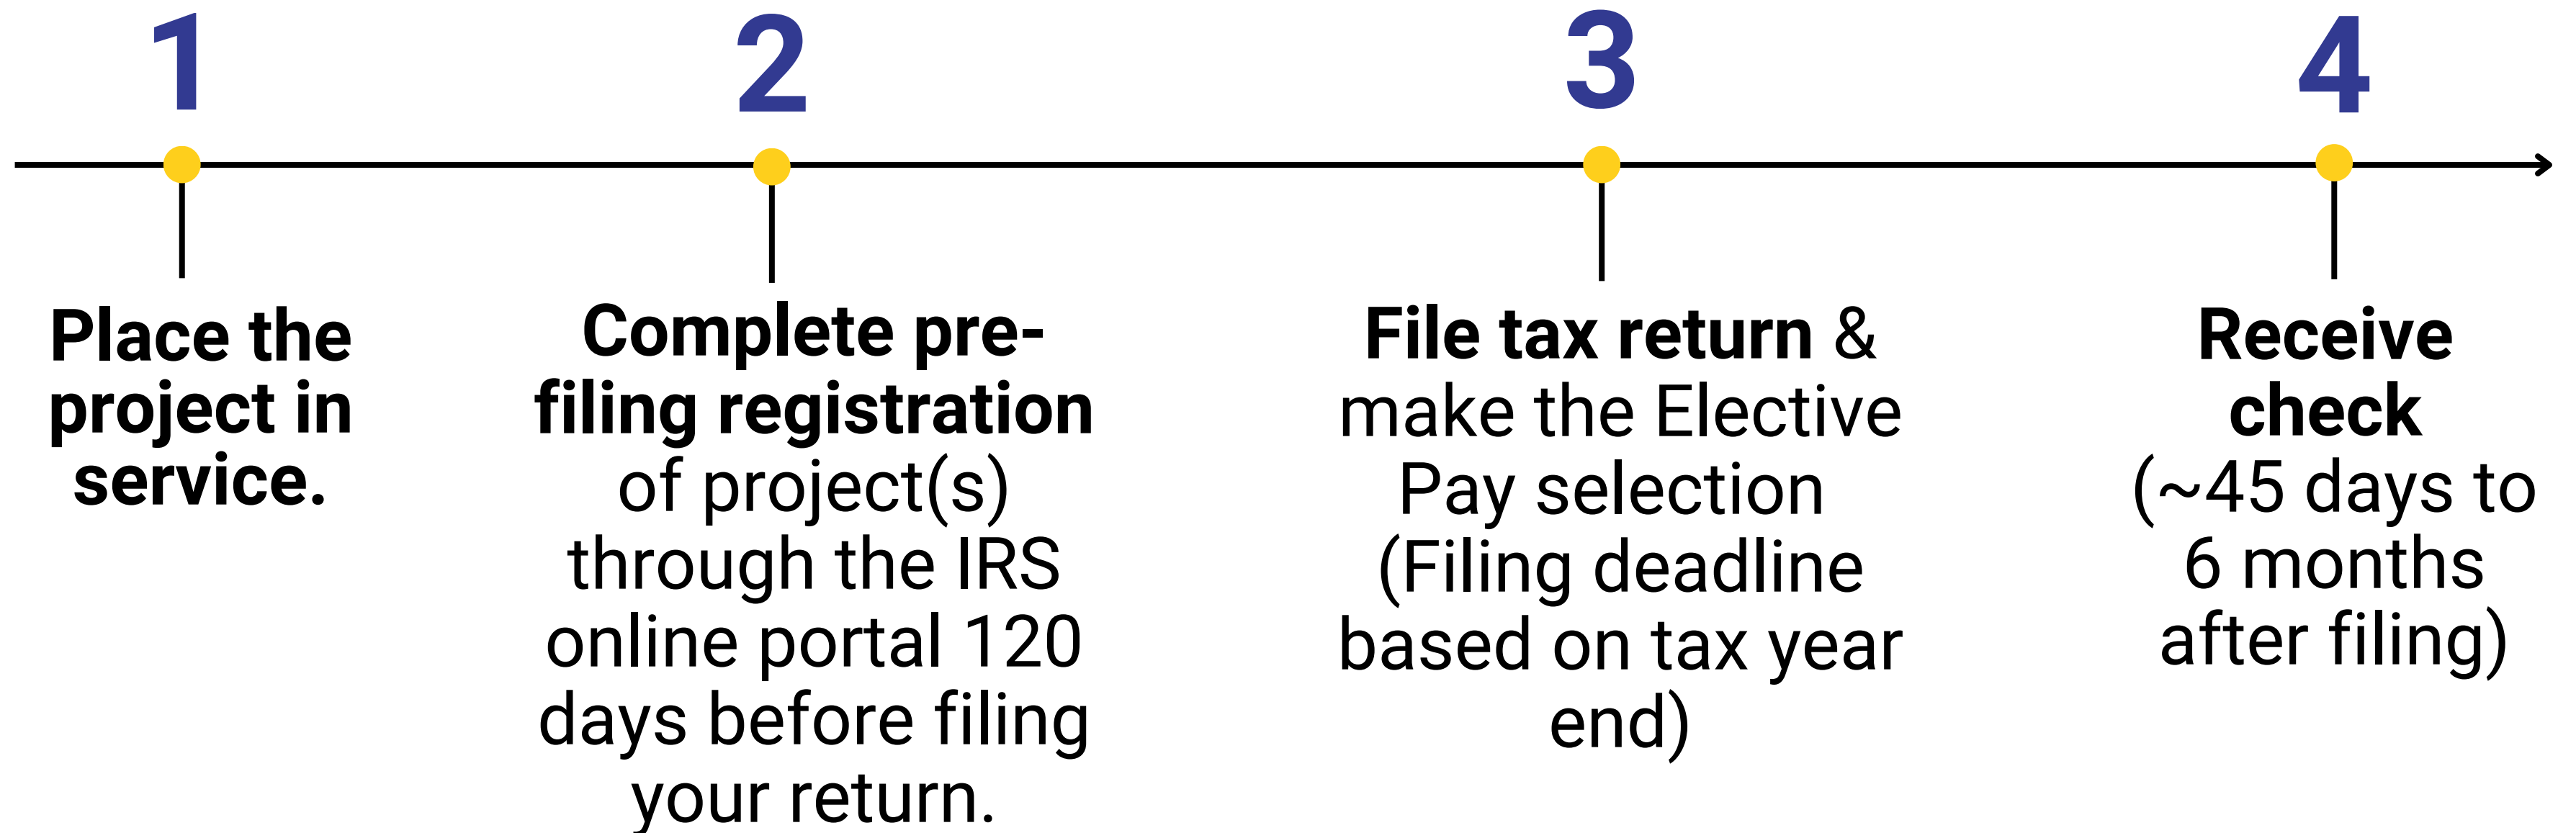 1
Place the
project in
service.
2
Complete pre-
filing registration
of project(s)
through the IRS
online portal 120
days before filing
your return.
3
File tax return &
make the Elective
Pay selection
(Filing deadline
based on tax year
end)
4
Receive
check
(~45 days to
6 months
after filing)